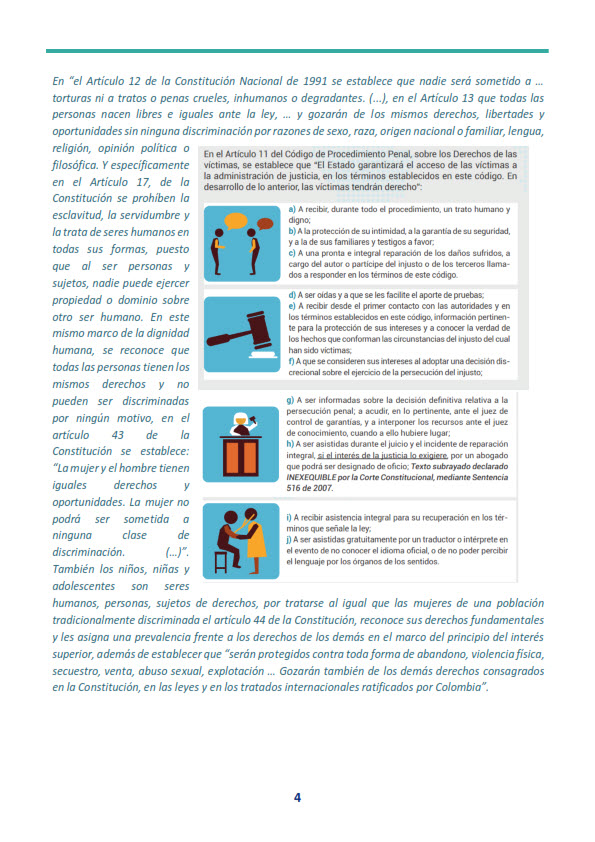 En “el Artículo 12 de la Constitución Nacional de 1991 se establece que nadie será sometido a …
torturas ni a tratos o penas crueles, inhumanos o degradantes. (...), en el Artículo 13 que todas las
personas nacen libres e iguales ante la ley, … y gozarán de los mismos derechos, libertades y
oportunidades sin ninguna discriminación por razones de sexo, raza, origen nacional o familiar, lengua,
religión, opinión política o
filosófica. Y específicamente
en el Artículo 17, de la
Constitución se prohíben la
esclavitud, la servidumbre y
la trata de seres humanos en
todas sus formas, puesto
que al ser personas y
sujetos, nadie puede ejercer
propiedad o dominio sobre
otro ser humano. En este
mismo marco de la dignidad
humana, se reconoce que
todas las personas tienen los
mismos derechos y no
pueden ser discriminadas
por ningún motivo, en el
artículo 43 de la
Constitución se establece:
“La mujer y el hombre tienen
iguales derechos y
oportunidades. La mujer no
podrá ser sometida a
ninguna clase de
discriminación. (...)”.
También los niños, niñas y
adolescentes son seres
humanos, personas, sujetos de derechos, por tratarse al igual que las mujeres de una población
tradicionalmente discriminada el artículo 44 de la Constitución, reconoce sus derechos fundamentales
y les asigna una prevalencia frente a los derechos de los demás en el marco del principio del interés
superior, además de establecer que “serán protegidos contra toda forma de abandono, violencia física,
secuestro, venta, abuso sexual, explotación … Gozarán también de los demás derechos consagrados
en la Constitución, en las leyes y en los tratados internacionales ratificados por Colombia”.
En el Artículo 11 del Código de Procedimiento Penal, sobre los Derechos de las
víctimas, se establece que “El Estado garantizará el acceso de las víctimas a
la administración de justicia, en los términos establecidos en este código. En
desarrollo de lo anterior, las víctimas tendrán derecho“:
a) A recibir, durante todo el procedimiento, un trato humano y
digno;
b) A la protección de su intimidad, a la garantía de su seguridad,
y a la de sus familiares y testigos a favor;
c) A una pronta e integral reparación de los daños sufridos, a
cargo del autor o partícipe del injusto o de los terceros llama-
dos a responder en los términos de este código.
d) A ser oídas y a que se les facilite el aporte de pruebas;
e) A recibir desde el primer contacto con las autoridades y en
los términos establecidos en este código, información pertinen-
te para la protección de sus intereses y a conocer la verdad de
los hechos que conforman las circunstancias del injusto del cual
han sido víctimas;
f) A que se consideren sus intereses al adoptar una decisión dis-
crecional sobre el ejercicio de la persecución del injusto;
g) A ser informadas sobre la decisión definitiva relativa a la
persecución penal; a acudir, en lo pertinente, ante el juez de
control de garantías, y a interponer los recursos ante el juez
de conocimiento, cuando a ello hubiere lugar;
h) A ser asistidas durante el juicio y el incidente de reparación
integral, si el interés de la justicia lo exigiere, por un abogado
que podrá ser designado de oficio; Texto subrayado declarado
INEXEQUIBLE por la Corte Constitucional, mediante Sentencia
516 de 2007.
i) A recibir asistencia integral para su recuperación en los tér-
minos que señale la ley;
j) A ser asistidas gratuitamente por un traductor o intérprete en
el evento de no conocer el idioma oficial, o de no poder percibir
el lenguaje por los órganos de los sentidos.
4